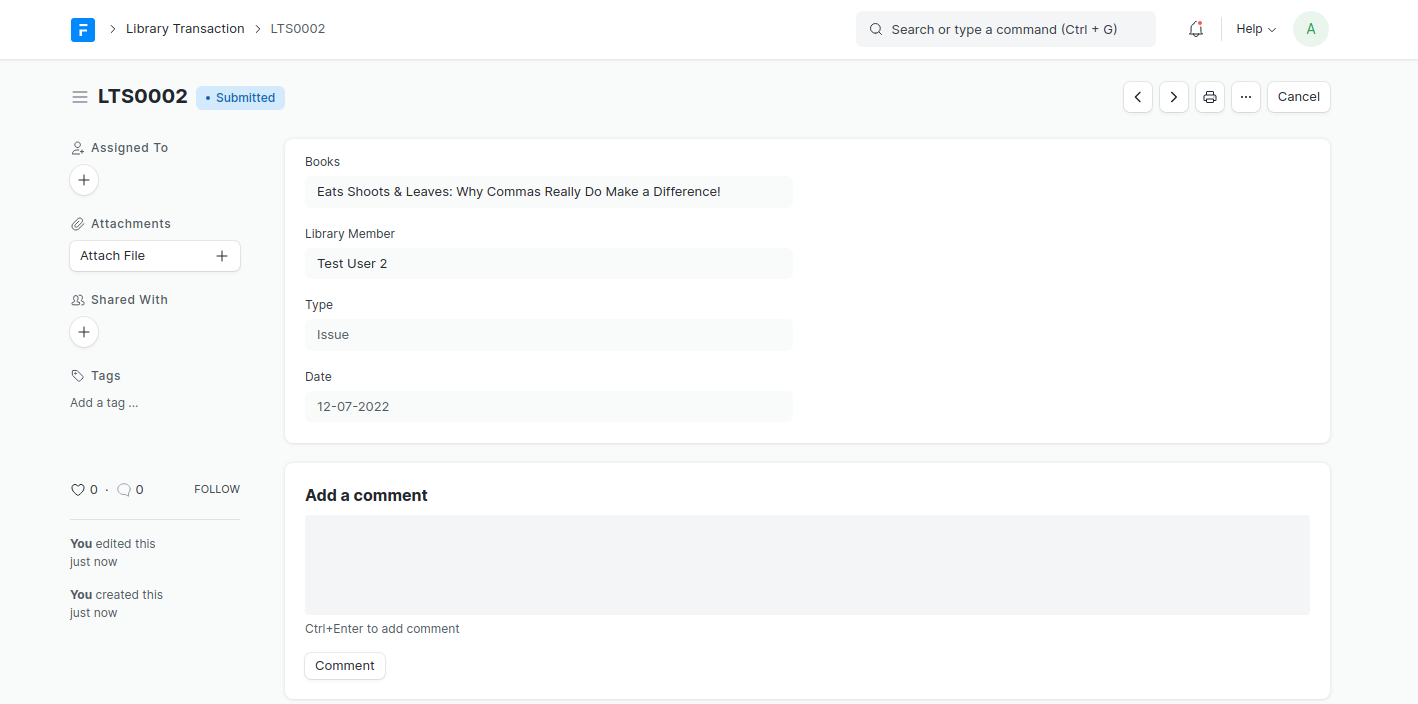 Library Transaction LTS0002
Search or type a command (Ctrl + G)
Help
A
LTS0002
Submitted
Cancel
Assigned To
Attachments
Attach File
Shared With
Tags
Add a tag ...
0 · 0 FOLLOW
You edited this
just now
You created this
just now
Books
Eats Shoots & Leaves: Why Commas Really Do Make a Difference!
Library Member
Test User 2
Type
Issue
Date
12-07-2022
Add a comment
Ctrl+Enter to add comment
Comment